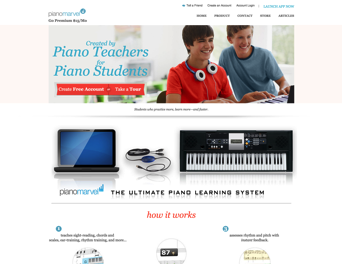 Tell a Friend Create an Account Account Login LAUNCH APP NOW
pianomarvel
Go Premium $15/Mo
HOME PRODUCT CONTACT STORE ARTICLES
Created by
Piano Teachers
for
Piano Students
Create Free Account - or - Take a Tour
Students who practice more, learn more—and faster
pianomarvel THE ULTIMATE PIANO LEARNING SYSTEM
how it works
teaches sight-reading, chords and
scales, ear training, rhythm training, and more...
assesses rhythm and pitch with
instant feedback
87